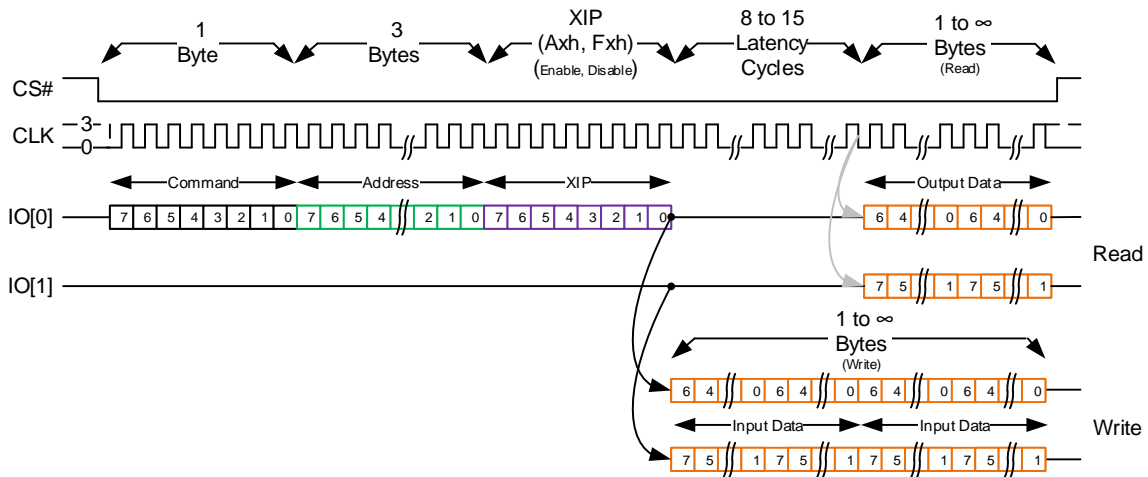 1 Byte
3 Bytes
XIP (Axh, Fxh) (Enable, Disable)
8 to 15 Latency Cycles
1 to ∞ Bytes (Read)
CS#
CLK 3 0
Command Address XIP Output Data
IO[0] 7 6 5 4 3 2 1 0 7 6 5 4 2 1 0 7 6 5 4 3 2 1 0 6 4 0 6 4 0
Read
IO[1] 7 5 1 7 5 1
1 to ∞ Bytes (Write)
6 4 0 6 4 0 6 4 0 6 4 0
Input Data Input Data
Write
7 5 1 7 5 1 7 5 1 7 5 1